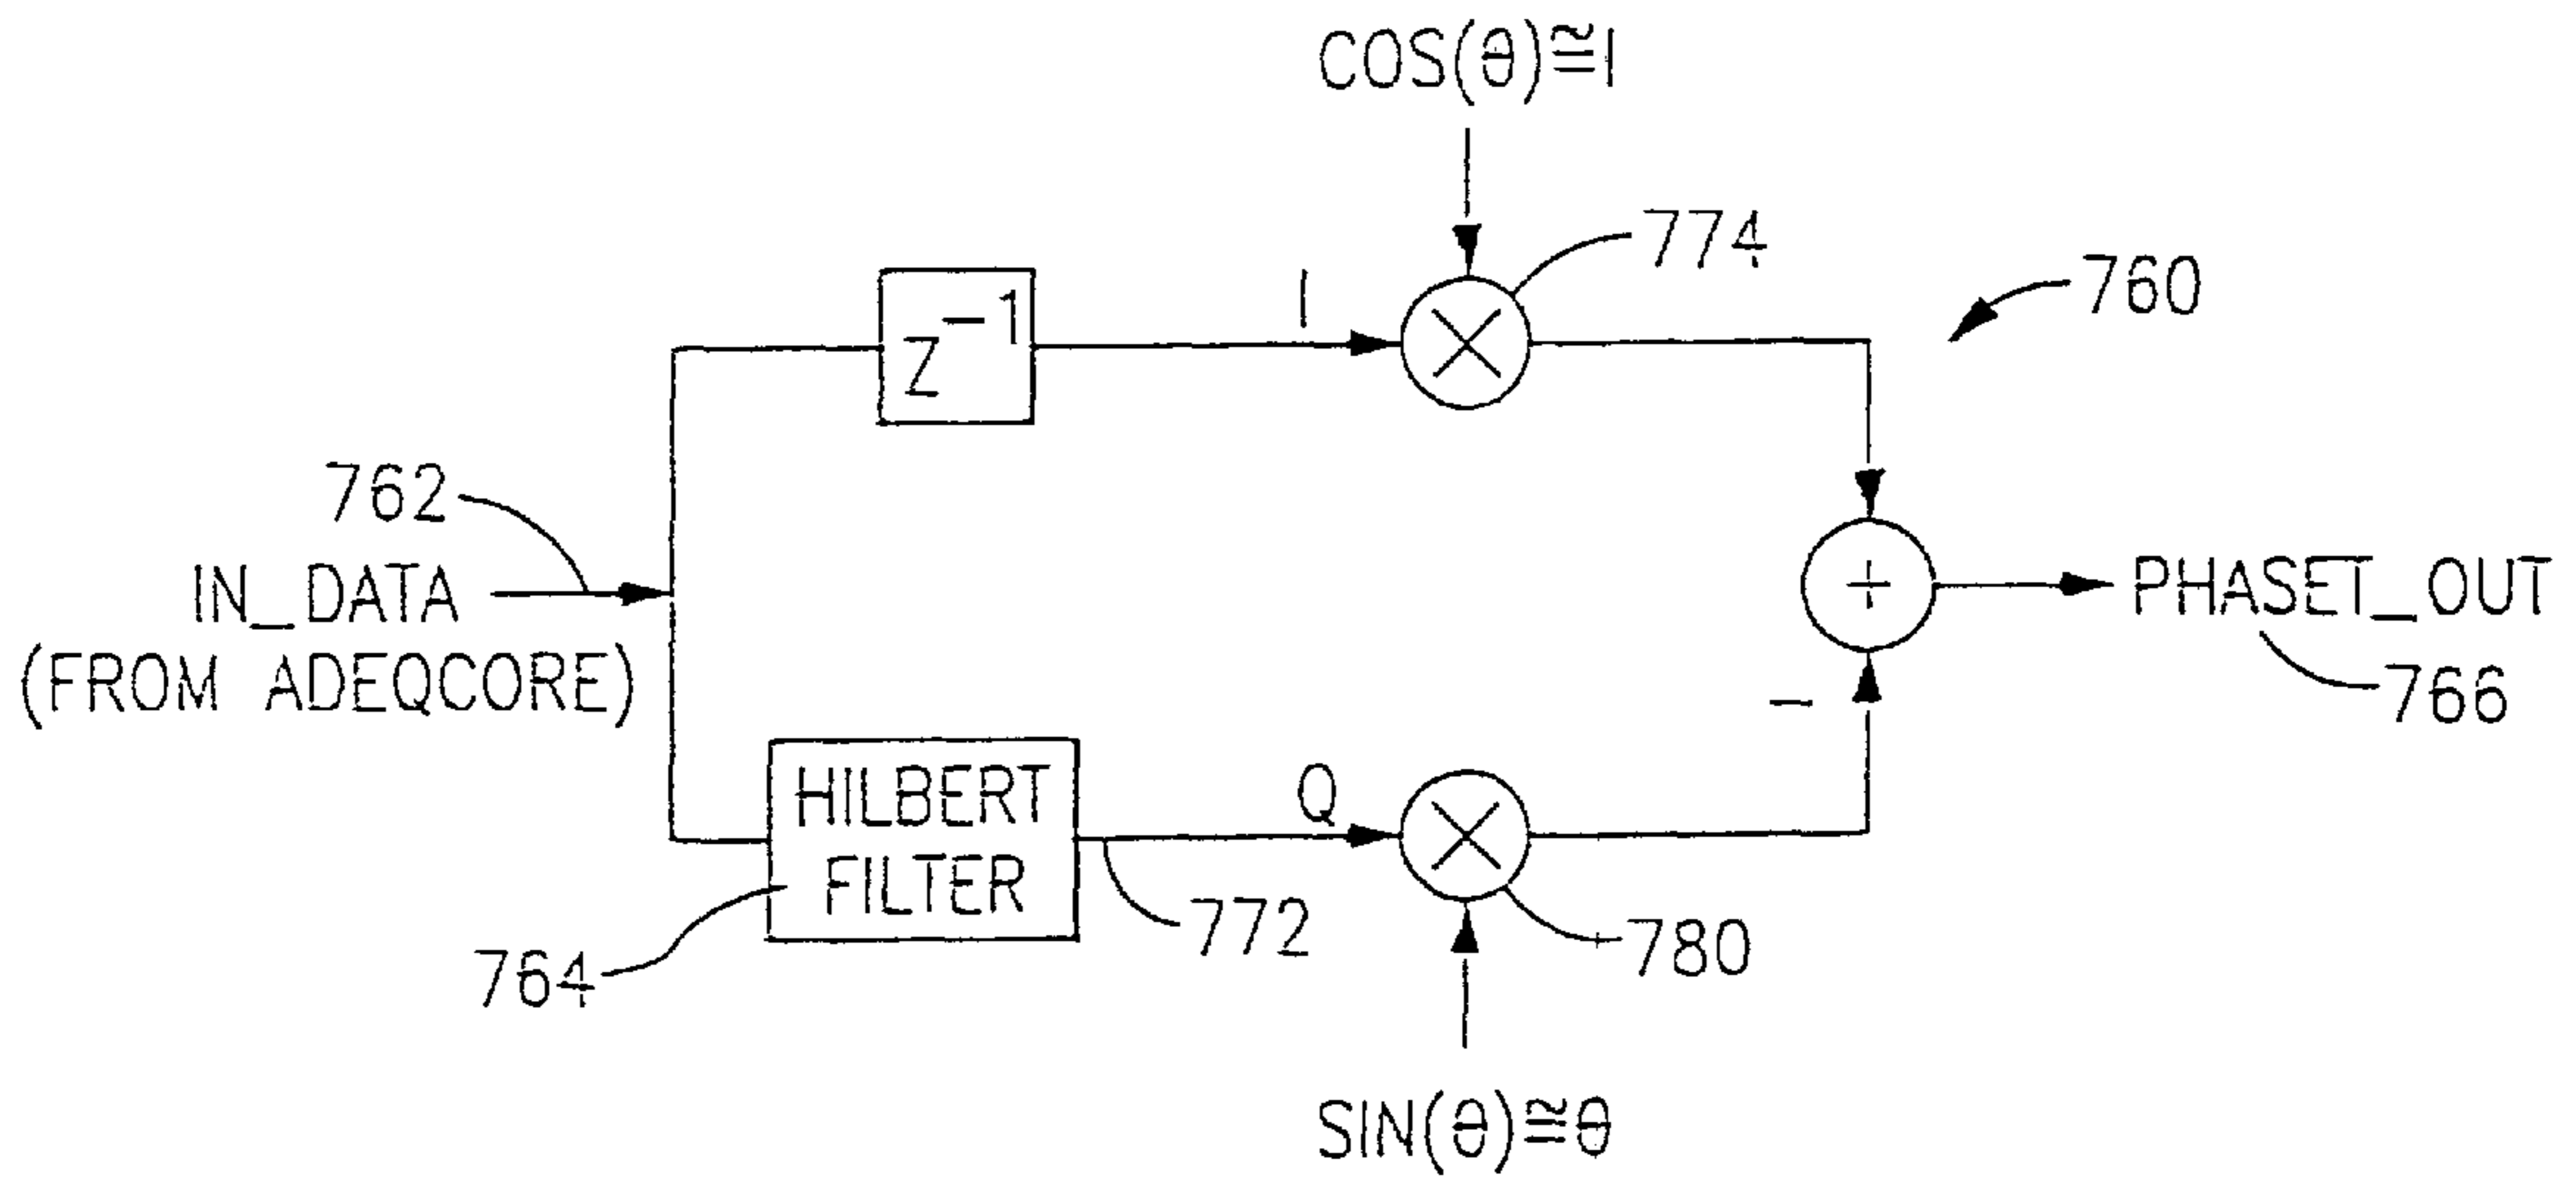 COS(θ)≅1
774
760
Z⁻¹
I
762
IN_DATA
(FROM ADEQCORE)
+
PHASET_OUT
766
−
HILBERT
FILTER
Q
764
772
780
SIN(θ)≅θ